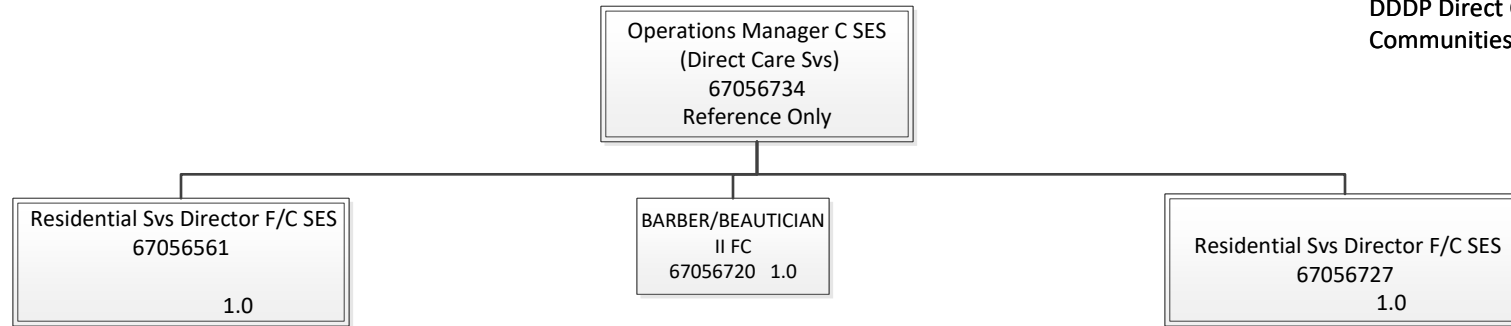 DDDP Direct
Communities
Operations Manager C SES
(Direct Care Svs)
67056734
Reference Only
Residential Svs Director F/C SES
67056561
1.0
BARBER/BEAUTICIAN
II FC
67056720 1.0
Residential Svs Director F/C SES
67056727
1.0